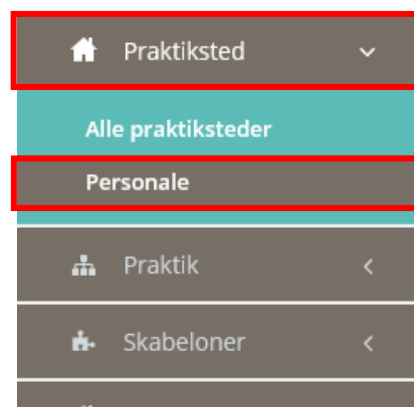 Praktiksted
Alle praktiksteder
Personale
Praktik
Skabeloner